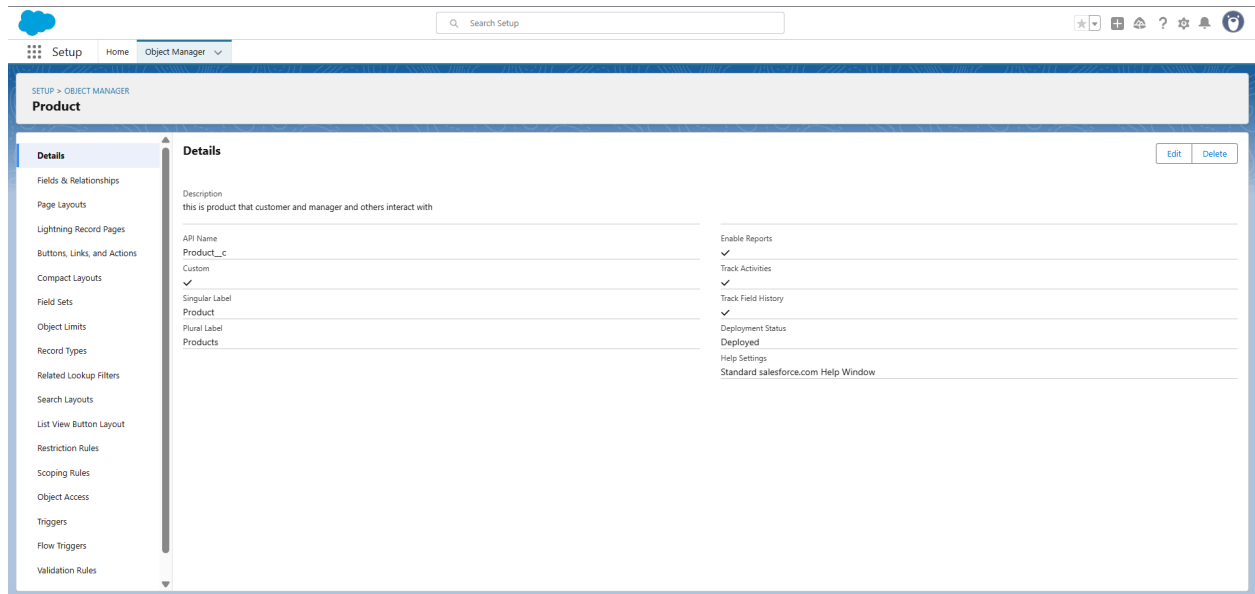 Search Setup
Setup
Home
Object Manager
SETUP > OBJECT MANAGER
Product
Details
Fields & Relationships
Page Layouts
Lightning Record Pages
Buttons, Links, and Actions
Compact Layouts
Field Sets
Object Limits
Record Types
Related Lookup Filters
Search Layouts
List View Button Layout
Restriction Rules
Scoping Rules
Object Access
Triggers
Flow Triggers
Validation Rules
Details
Edit
Delete
Description
this is product that customer and manager and others interact with
API Name
Product__c
Custom
Singular Label
Product
Plural Label
Products
Enable Reports
Track Activities
Track Field History
Deployment Status
Deployed
Help Settings
Standard salesforce.com Help Window